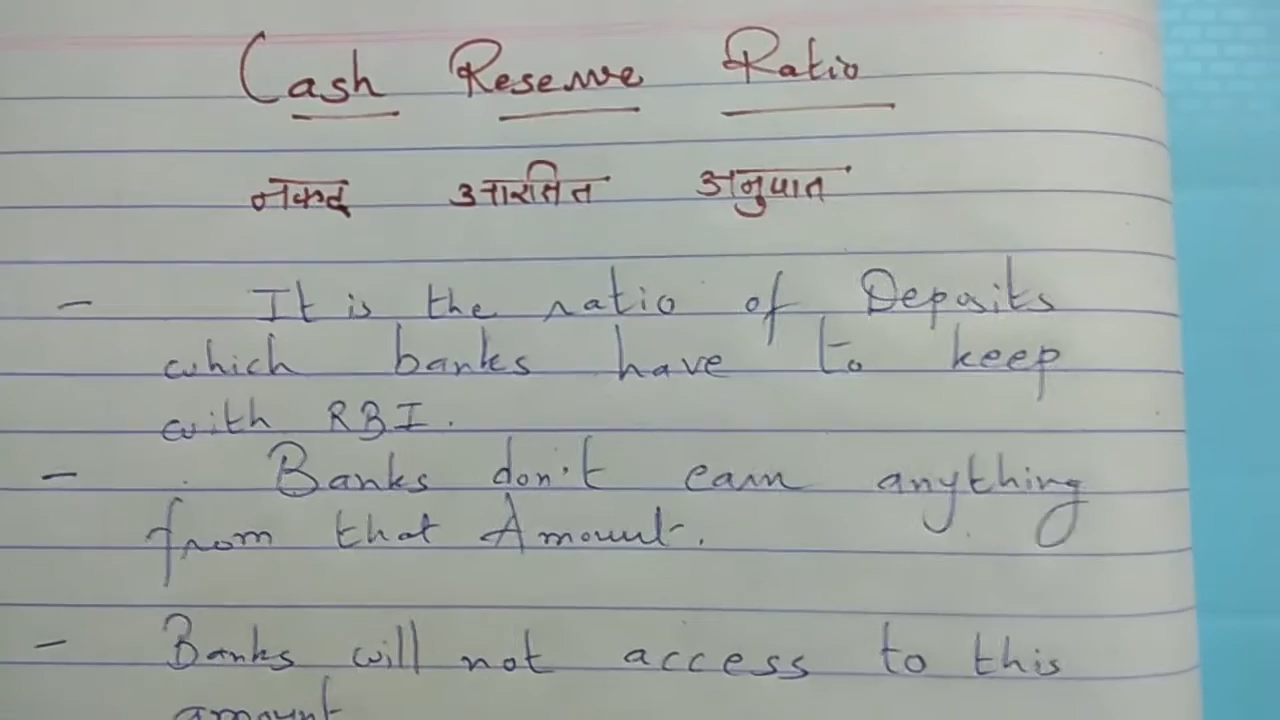 Cash Reserve Ratio
नकद आरक्षित अनुपात
- It is the ratio of Deposits
which banks have to keep
with RBI.
- Banks don't earn anything
from that Amount.
- Banks will not access to this
amount